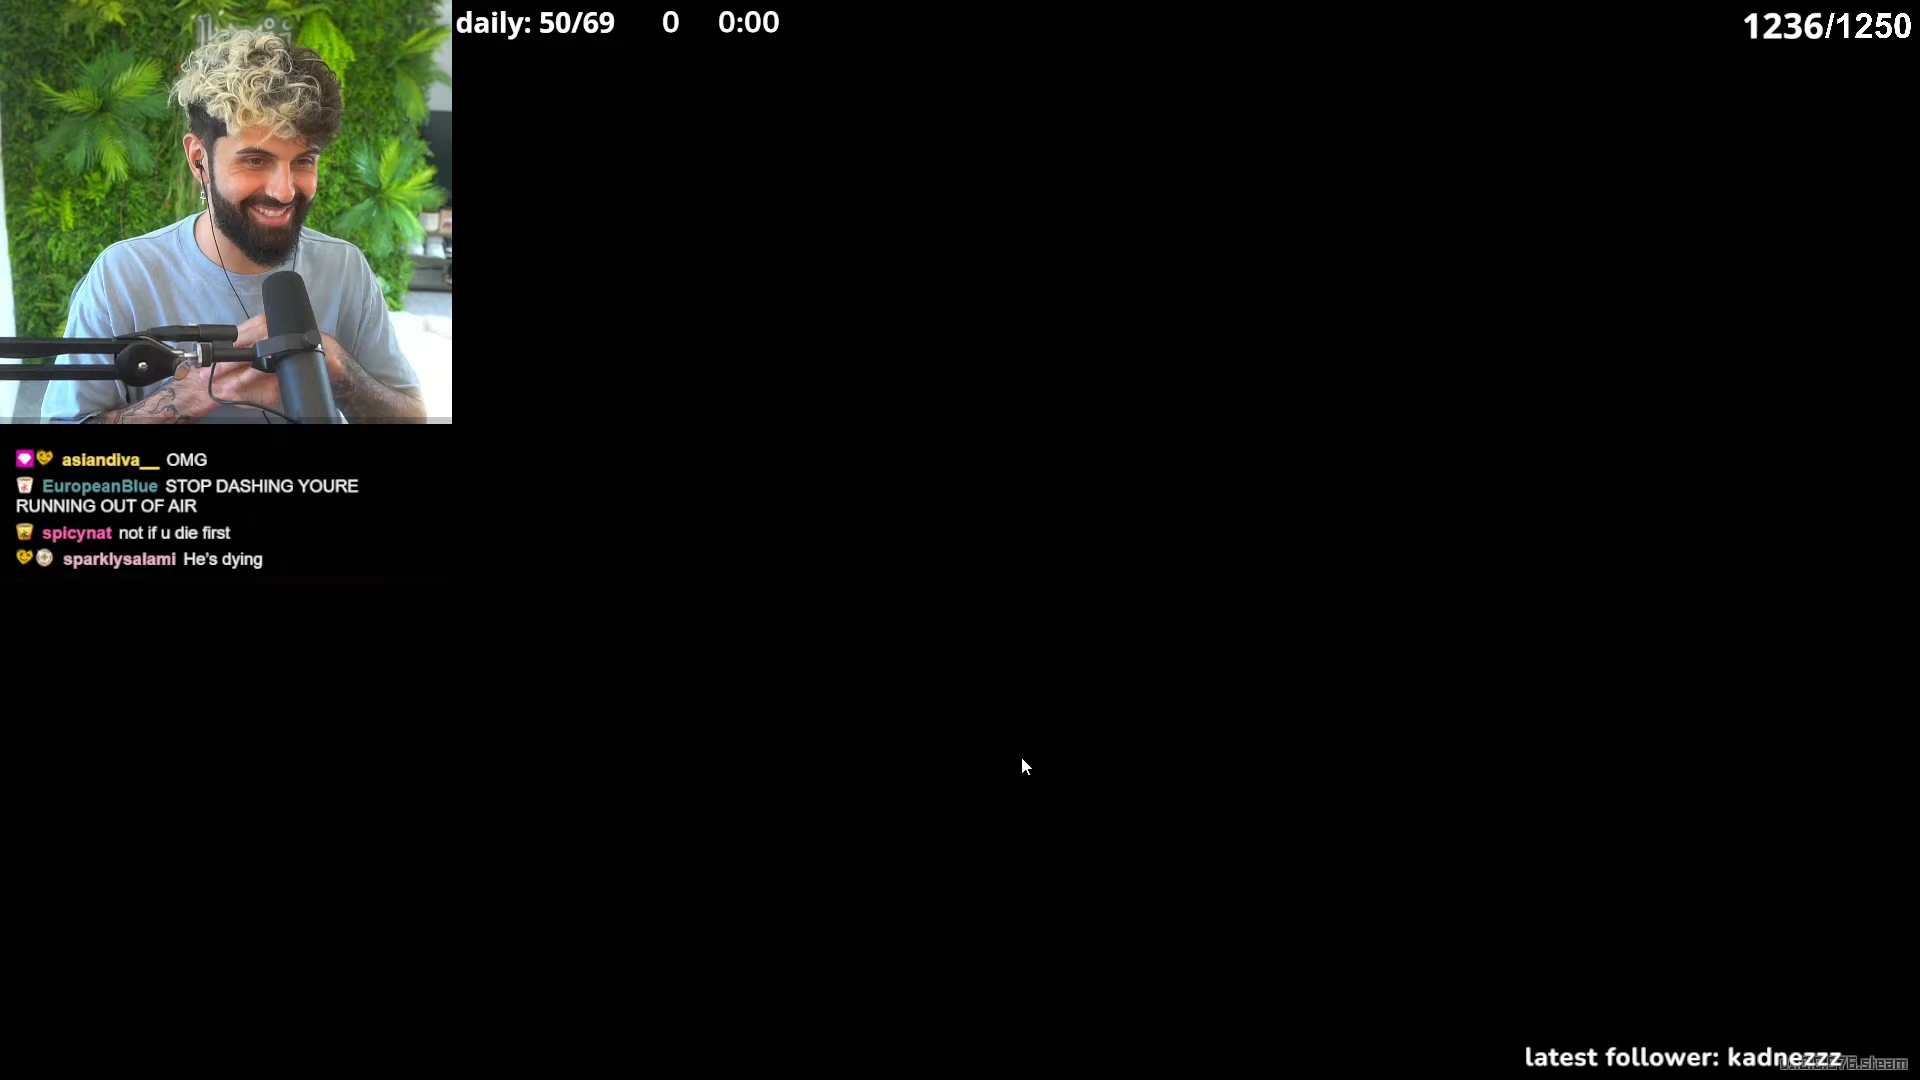 daily: 50/69 0 0:00
1236/1250
asiandiva__ OMG
EuropeanBlue STOP DASHING YOURE
RUNNING OUT OF AIR
spicynat not if u die first
sparklysalami He's dying
latest follower: kadnezzz